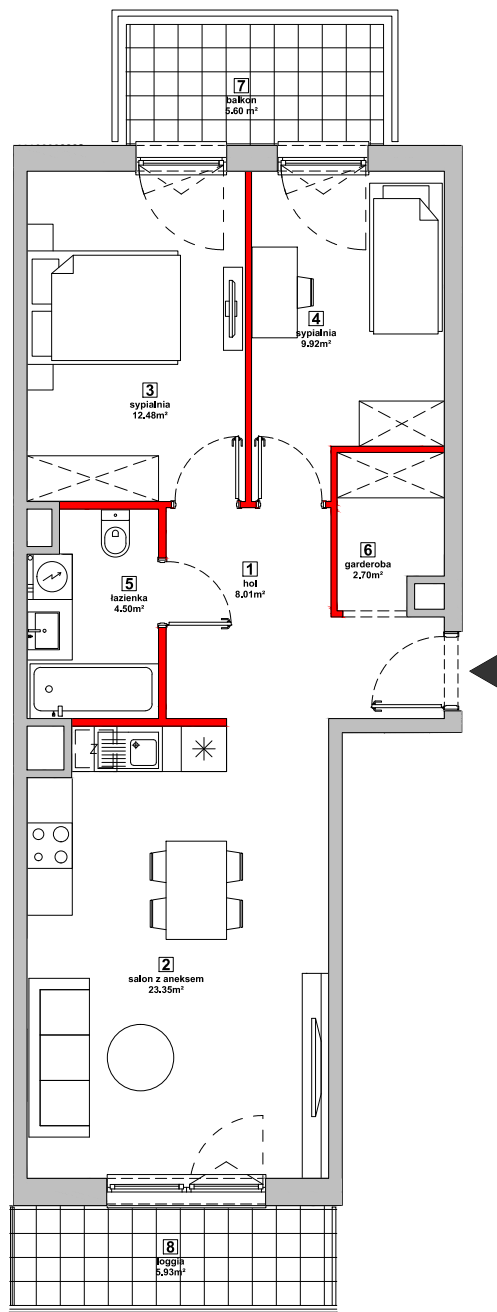 7
balkon
5.60 m²
4
sypialnia
9.92m²
3
sypialnia
12.48m²
1
hol
8.01m²
6
garderoba
2.70m²
5
łazienka
4.50m²
Z
2
salon z aneksem
23.35m²
8
loggia
5.93m²